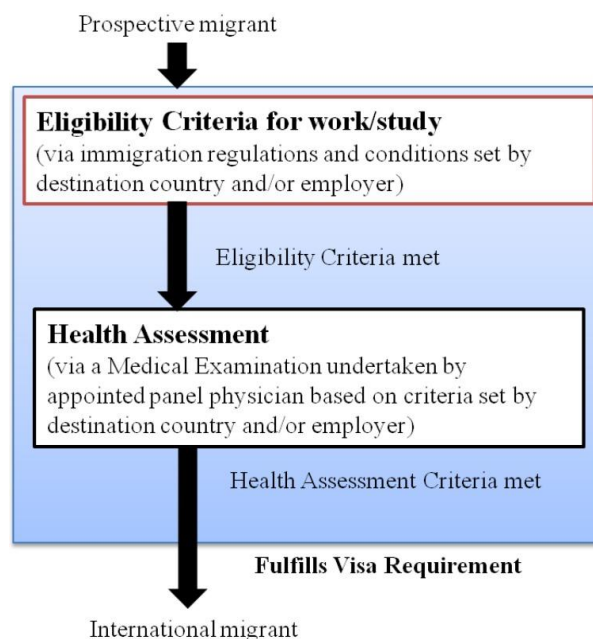 Prospective migrant
Eligibility Criteria for work/study
(via immigration regulations and conditions set by
destination country and/or employer)
Eligibility Criteria met
Health Assessment
(via a Medical Examination undertaken by
appointed panel physician based on criteria set by
destination country and/or employer)
Health Assessment Criteria met
Fulfills Visa Requirement
International migrant